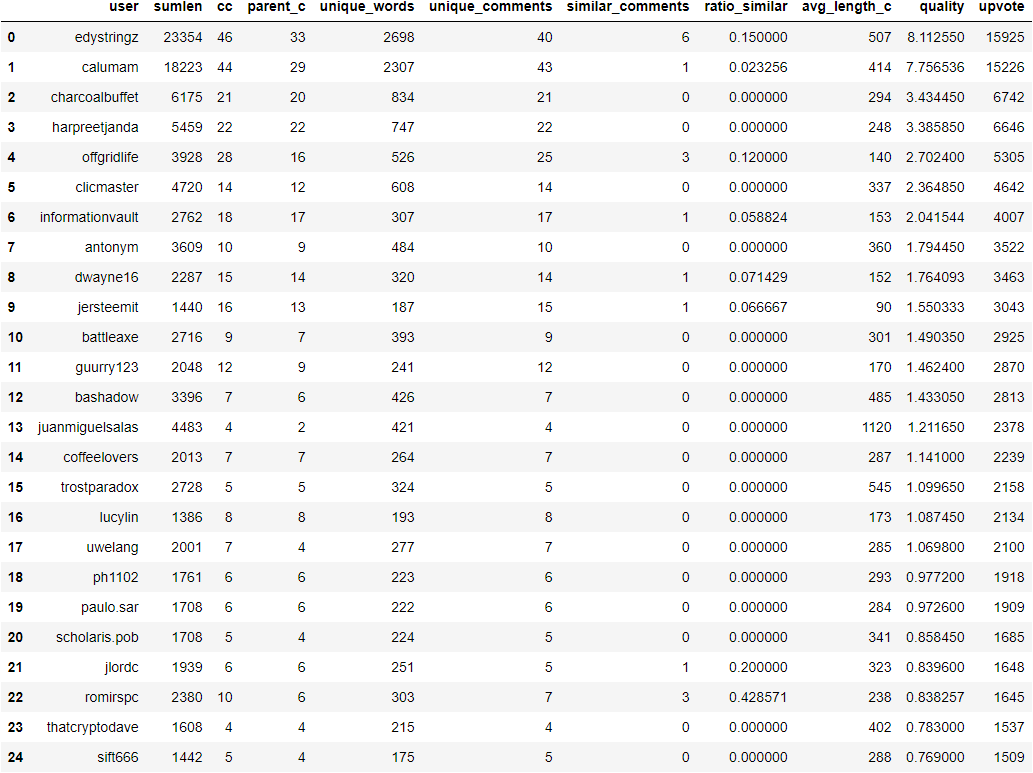 user sumlen cc parent_c unique_words unique_comments similar_comments ratio_similar avg_length_c quality upvote
0 edystringz 23354 46 33 2698 40 6 0.150000 507 8.112550 15925
1 calumam 18223 44 29 2307 43 1 0.023256 414 7.756536 15226
2 charcoalbuffet 6175 21 20 834 21 0 0.000000 294 3.434450 6742
3 harpreetjanda 5459 22 22 747 22 0 0.000000 248 3.385850 6646
4 offgridlife 3928 28 16 526 25 3 0.120000 140 2.702400 5305
5 clicmaster 4720 14 12 608 14 0 0.000000 337 2.364850 4642
6 informationvault 2762 18 17 307 17 1 0.058824 153 2.041544 4007
7 antonym 3609 10 9 484 10 0 0.000000 360 1.794450 3522
8 dwayne16 2287 15 14 320 14 1 0.071429 152 1.764093 3463
9 jersteemit 1440 16 13 187 15 1 0.066667 90 1.550333 3043
10 battleaxe 2716 9 7 393 9 0 0.000000 301 1.490350 2925
11 guurry123 2048 12 9 241 12 0 0.000000 170 1.462400 2870
12 bashadow 3396 7 6 426 7 0 0.000000 485 1.433050 2813
13 juanmiguelsalas 4483 4 2 421 4 0 0.000000 1120 1.211650 2378
14 coffeelovers 2013 7 7 264 7 0 0.000000 287 1.141000 2239
15 trostparadox 2728 5 5 324 5 0 0.000000 545 1.099650 2158
16 lucylin 1386 8 8 193 8 0 0.000000 173 1.087450 2134
17 uwelang 2001 7 4 277 7 0 0.000000 285 1.069800 2100
18 ph1102 1761 6 6 223 6 0 0.000000 293 0.977200 1918
19 paulo.sar 1708 6 6 222 6 0 0.000000 284 0.972600 1909
20 scholaris.pob 1708 5 4 224 5 0 0.000000 341 0.858450 1685
21 jlordc 1939 6 6 251 5 1 0.200000 323 0.839600 1648
22 romirspc 2380 10 6 303 7 3 0.428571 238 0.838257 1645
23 thatcryptodave 1608 4 4 215 4 0 0.000000 402 0.783000 1537
24 sift666 1442 5 4 175 5 0 0.000000 288 0.769000 1509